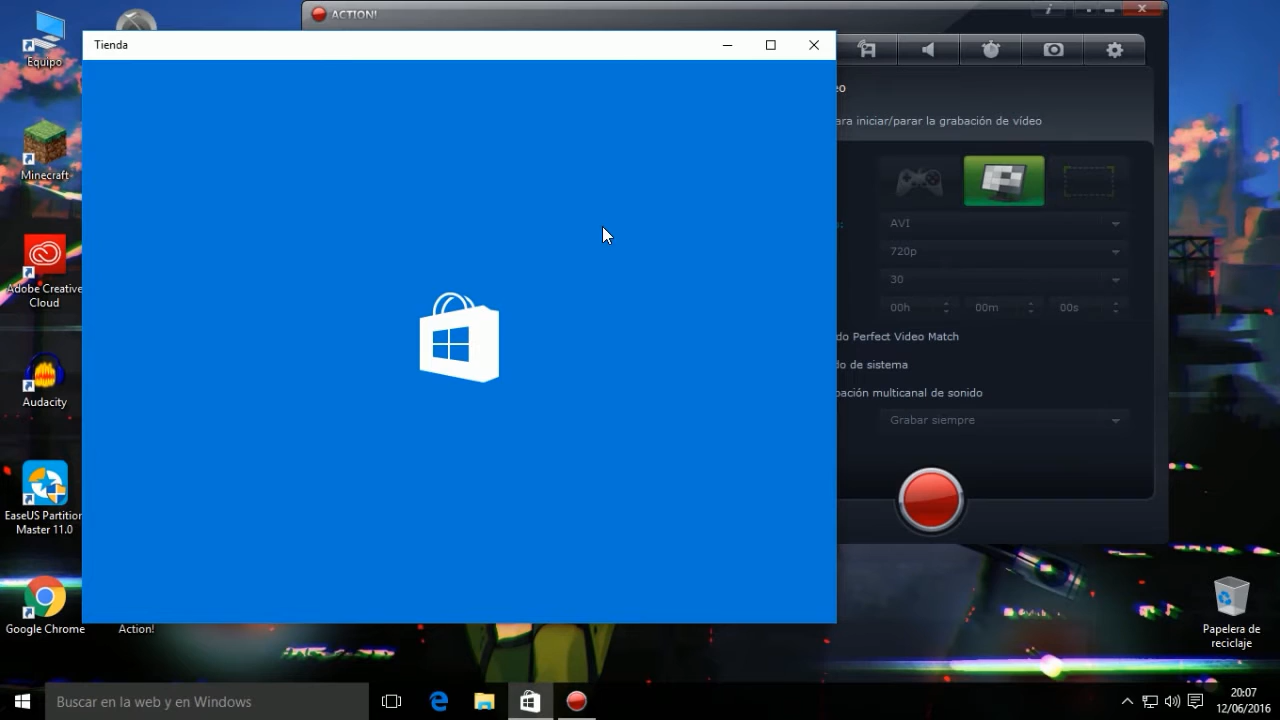 ACTION!
Equipo
Tienda
eo
ara iniciar/parar la grabación de vídeo
Minecraft
AVI
720p
30
00h
00m
00s
Adobe Creative
Cloud
do Perfect Video Match
do de sistema
bación multicanal de sonido
Grabar siempre
Audacity
EaseUS Partition
Master 11.0
Google Chrome
Action!
Papelera de
reciclaje
Buscar en la web y en Windows
20:07
12/06/2016